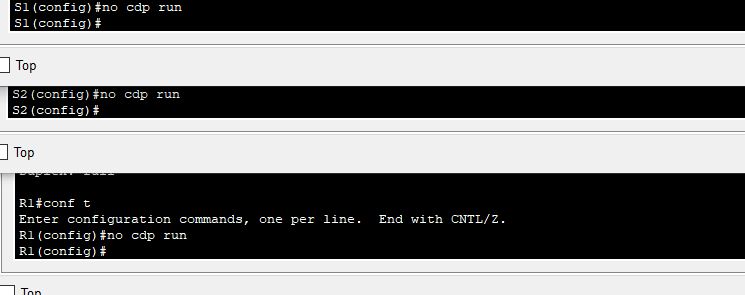 S1(config)#no cdp run
S1(config)#
Top
S2(config)#no cdp run
S2(config)#
Top
R1#conf t
Enter configuration commands, one per line.  End with CNTL/Z.
R1(config)#no cdp run
R1(config)#
Top